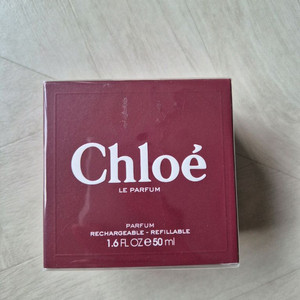 Chloé
LE PARFUM
PARFUM
RECHARGEABLE - REFILLABLE
1.6 FL OZ e 50 ml